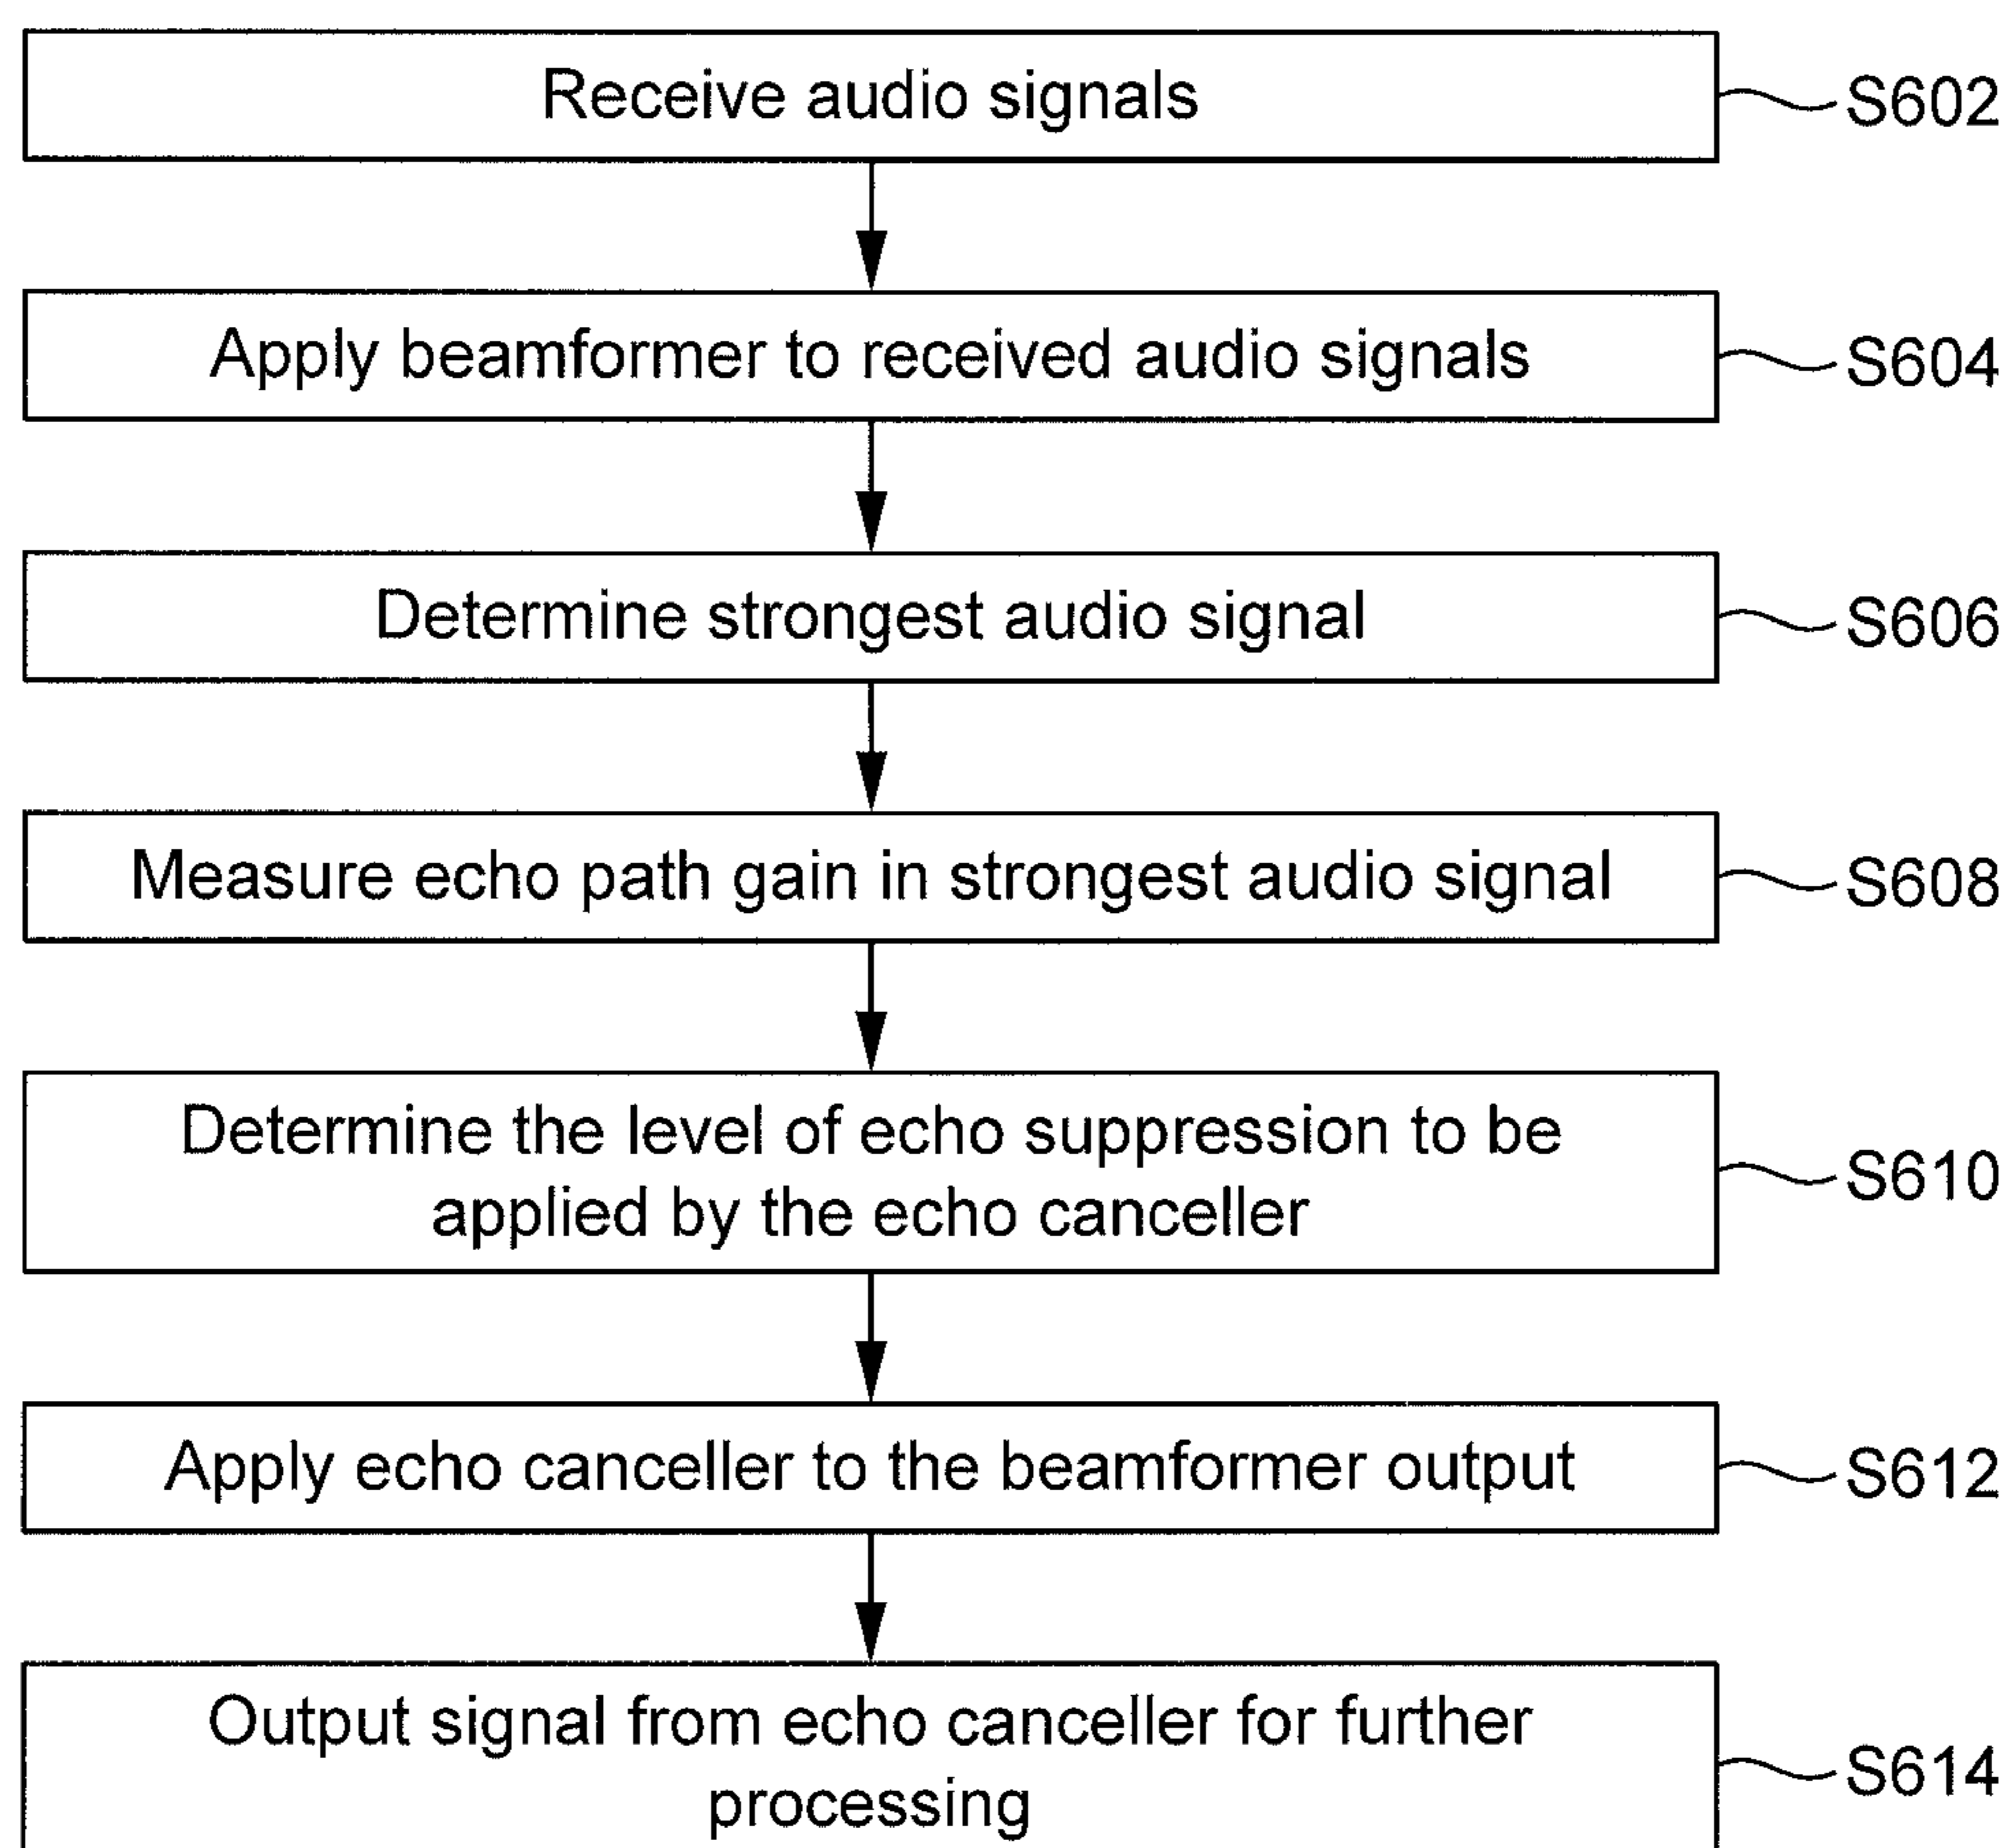 Receive audio signals
S602
Apply beamformer to received audio signals
S604
Determine strongest audio signal
S606
Measure echo path gain in strongest audio signal
S608
Determine the level of echo suppression to be
applied by the echo canceller
S610
Apply echo canceller to the beamformer output
S612
Output signal from echo canceller for further
processing
S614